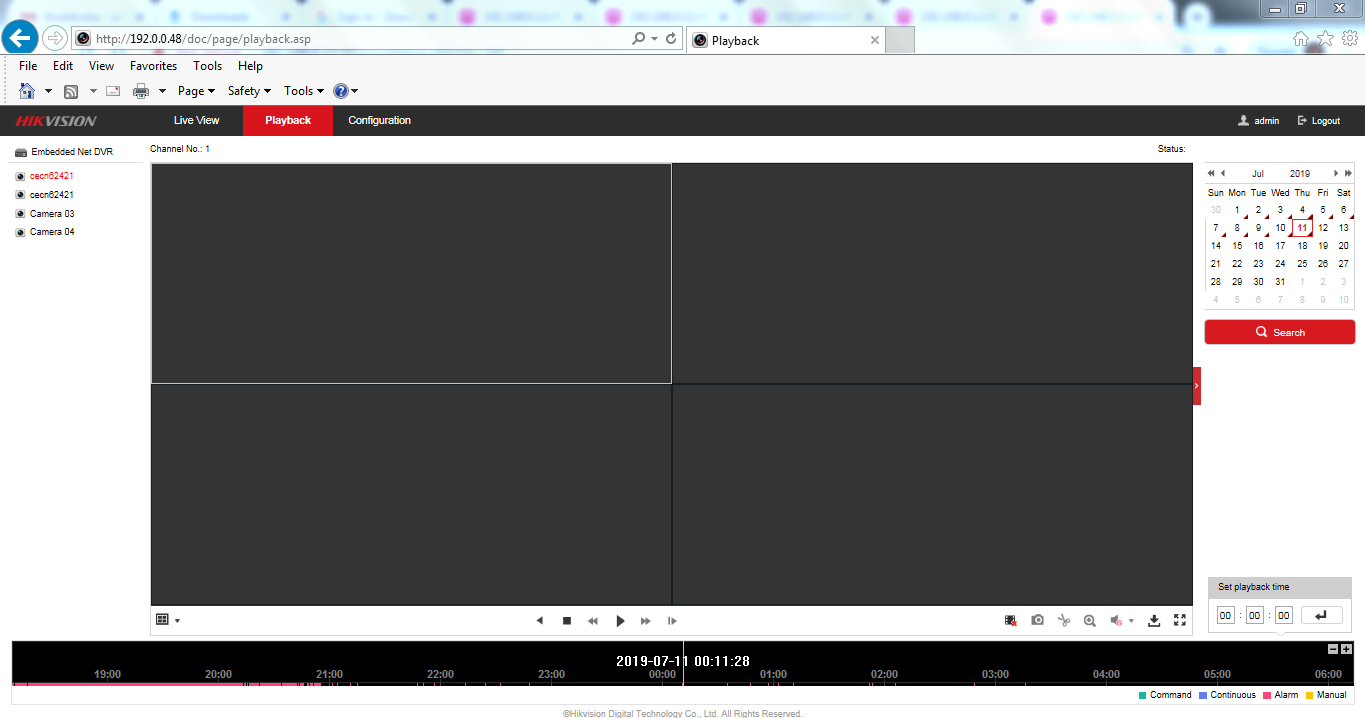 http://192.0.0.48/doc/page/playback.asp
Playback
File Edit View Favorites Tools Help
Page Safety Tools
HIKVISION Live View Playback Configuration admin Logout
Embedded Net DVR
cecn62421
cecn62421
Camera 03
Camera 04
Channel No.: 1 Status:
Jul 2019
Sun Mon Tue Wed Thu Fri Sat
30 1 2 3 4 5 6
7 8 9 10 11 12 13
14 15 16 17 18 19 20
21 22 23 24 25 26 27
28 29 30 31 1 2 3
4 5 6 7 8 9 10
Search
Set playback time
00 : 00 : 00
2019-07-11 00:11:28
19:00 20:00 21:00 22:00 23:00 00:00 01:00 02:00 03:00 04:00 05:00 06:00
Command Continuous Alarm Manual
©Hikvision Digital Technology Co., Ltd. All Rights Reserved.